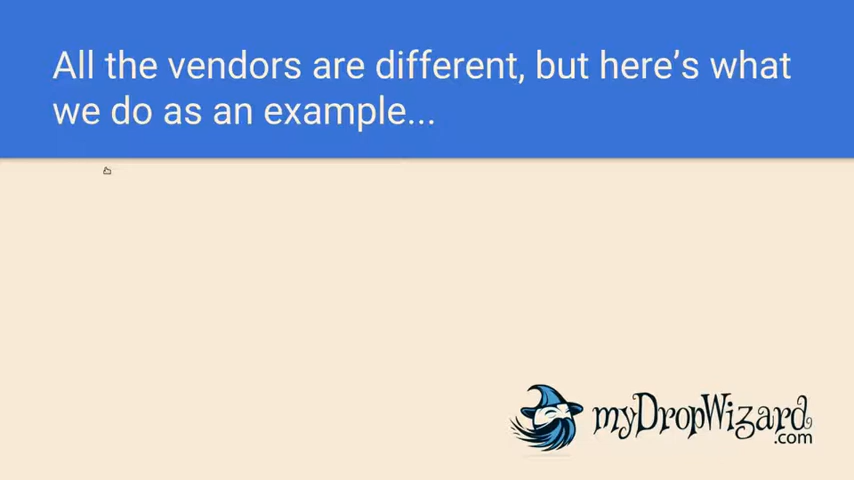 All the vendors are different, but here’s what
we do as an example...
myDropWizard
.com